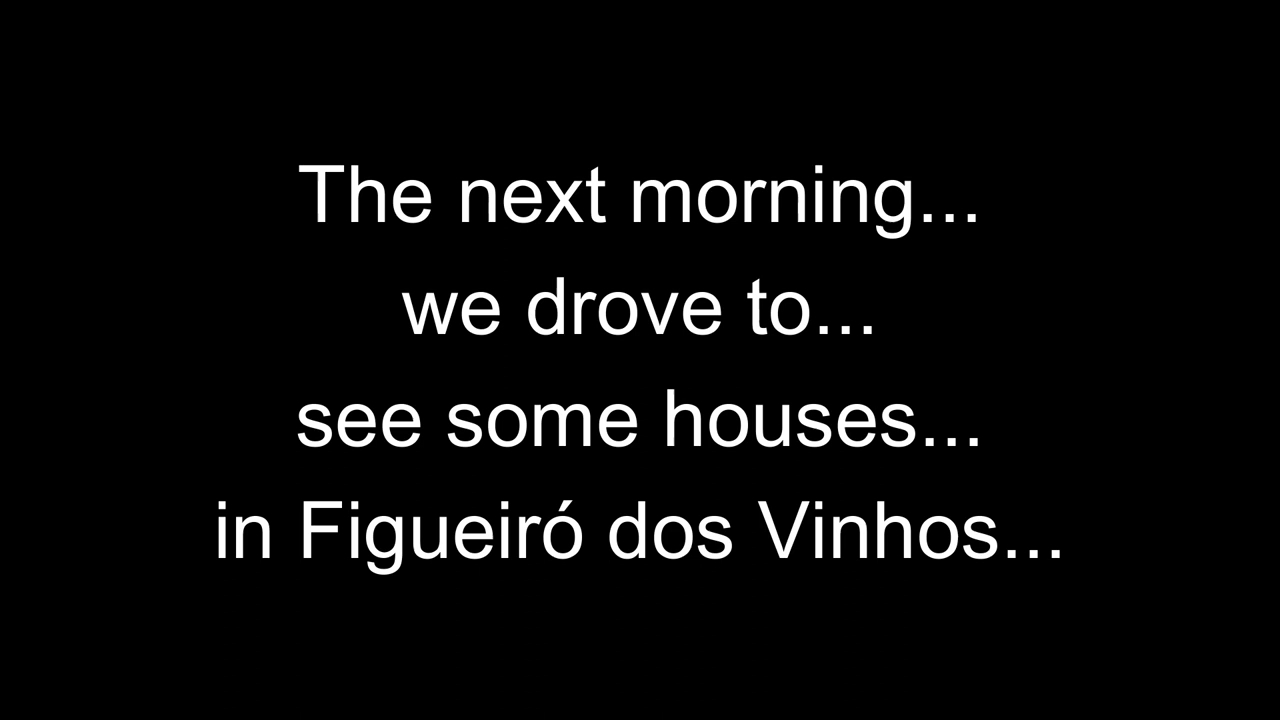 The next morning...
we drove to...
see some houses...
in Figueiró dos Vinhos...